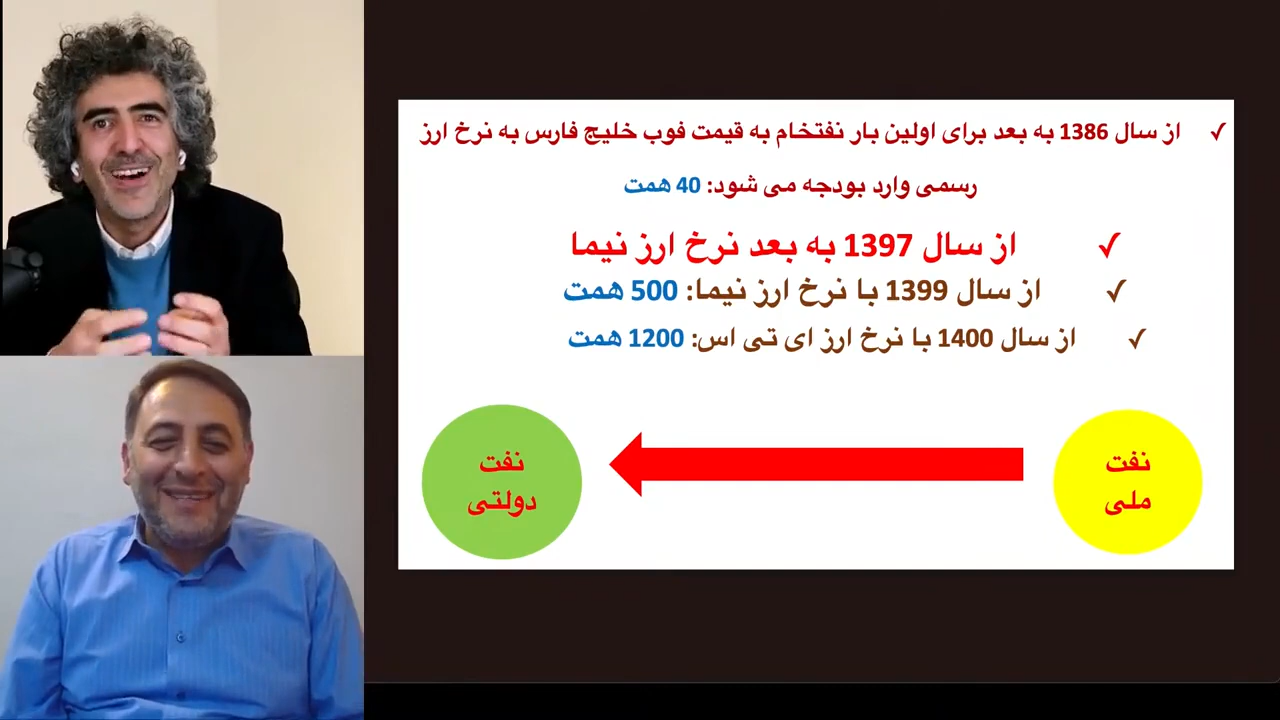 ✓ از سال 1386 به بعد برای اولین بار نفتخام به قیمت فوب خلیج فارس به نرخ ارز
رسمی وارد بودجه می شود: 40 همت
✓ از سال 1397 به بعد نرخ ارز نیما
✓ از سال 1399 با نرخ ارز نیما: 500 همت
✓ از سال 1400 با نرخ ارز ای تی اس: 1200 همت
نفت
ملی
نفت
دولتی